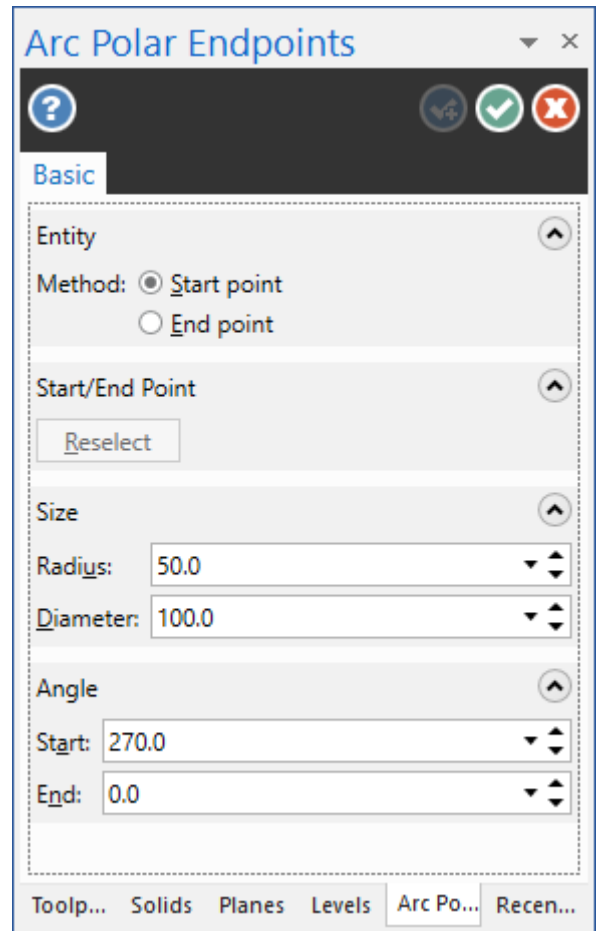 Arc Polar Endpoints
Basic
Entity
Method: Start point
End point
Start/End Point
Reselect
Size
Radius: 50.0
Diameter: 100.0
Angle
Start: 270.0
End: 0.0
Toolp... Solids Planes Levels Arc Po... Recen...